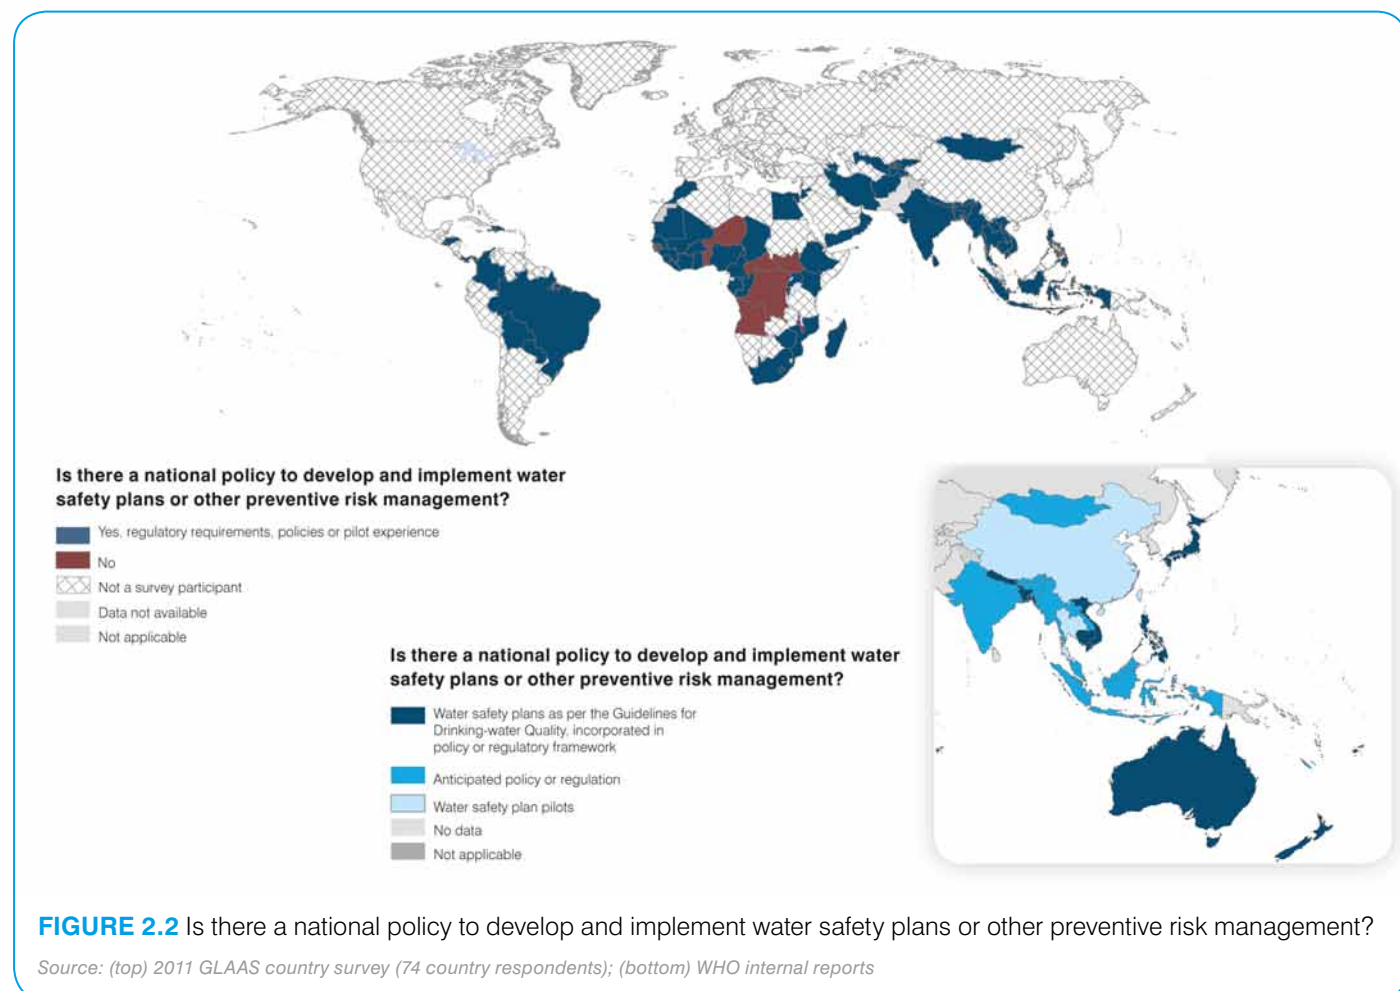 Is there a national policy to develop and implement water
safety plans or other preventive risk management?
Yes, regulatory requirements, policies or pilot experience
No
Not a survey participant
Data not available
Not applicable
Is there a national policy to develop and implement water
safety plans or other preventive risk management?
Water safety plans as per the Guidelines for
Drinking-water Quality, incorporated in
policy or regulatory framework
Anticipated policy or regulation
Water safety plan pilots
No data
Not applicable
FIGURE 2.2 Is there a national policy to develop and implement water safety plans or other preventive risk management?
Source: (top) 2011 GLAAS country survey (74 country respondents); (bottom) WHO internal reports